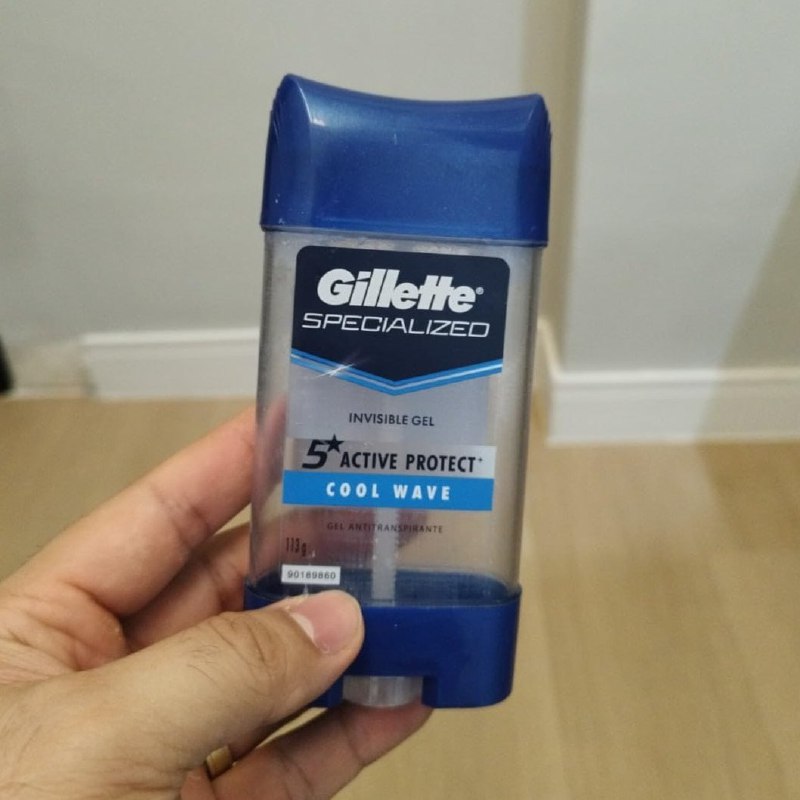 Gillette®
SPECIALIZED
INVISIBLE GEL
5★ ACTIVE PROTECT+
COOL WAVE
GEL ANTITRANSPIRANTE
113g
90189860